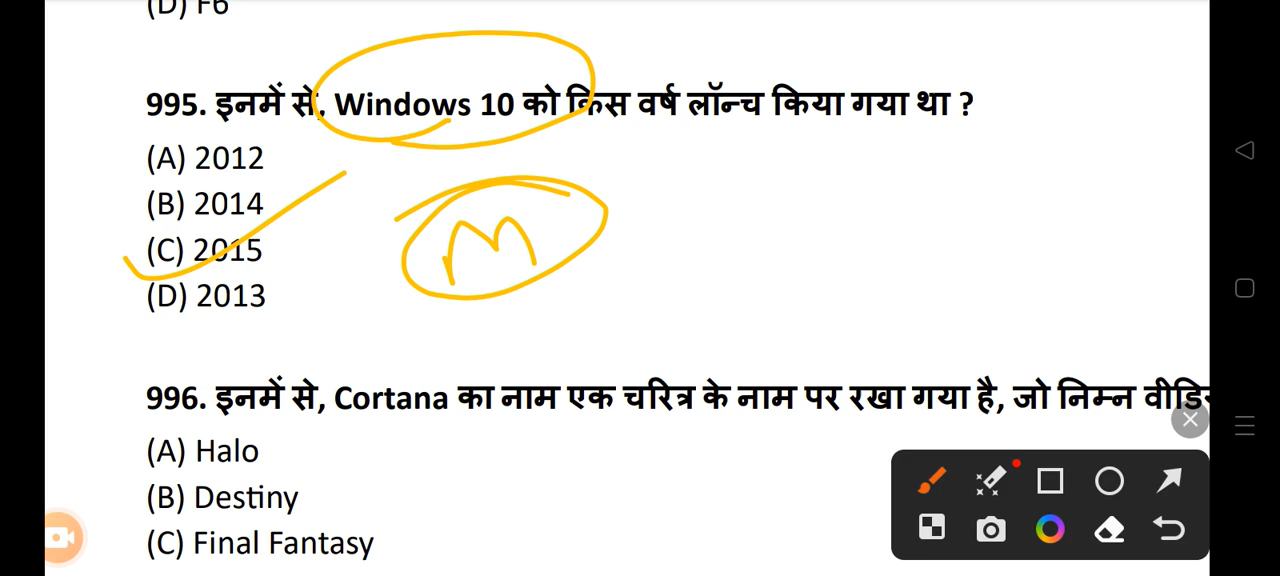 (D) F6
995. इनमें से, Windows 10 को किस वर्ष लॉन्च किया गया था ?
(A) 2012
(B) 2014
(C) 2015
(D) 2013
M
996. इनमें से, Cortana का नाम एक चरित्र के नाम पर रखा गया है, जो निम्न
(A) Halo
(B) Destiny
(C) Final Fantasy